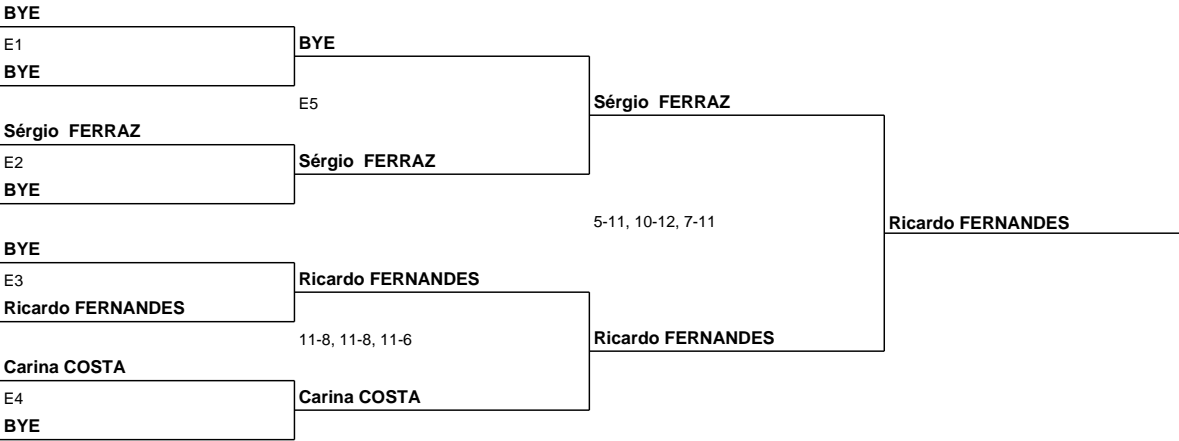 BYE
E1
BYE
BYE
E5
Sérgio  FERRAZ
Sérgio  FERRAZ
E2
Sérgio  FERRAZ
BYE
5-11, 10-12, 7-11
Ricardo FERNANDES
BYE
E3
Ricardo FERNANDES
Ricardo FERNANDES
11-8, 11-8, 11-6
Ricardo FERNANDES
Carina COSTA
E4
Carina COSTA
BYE